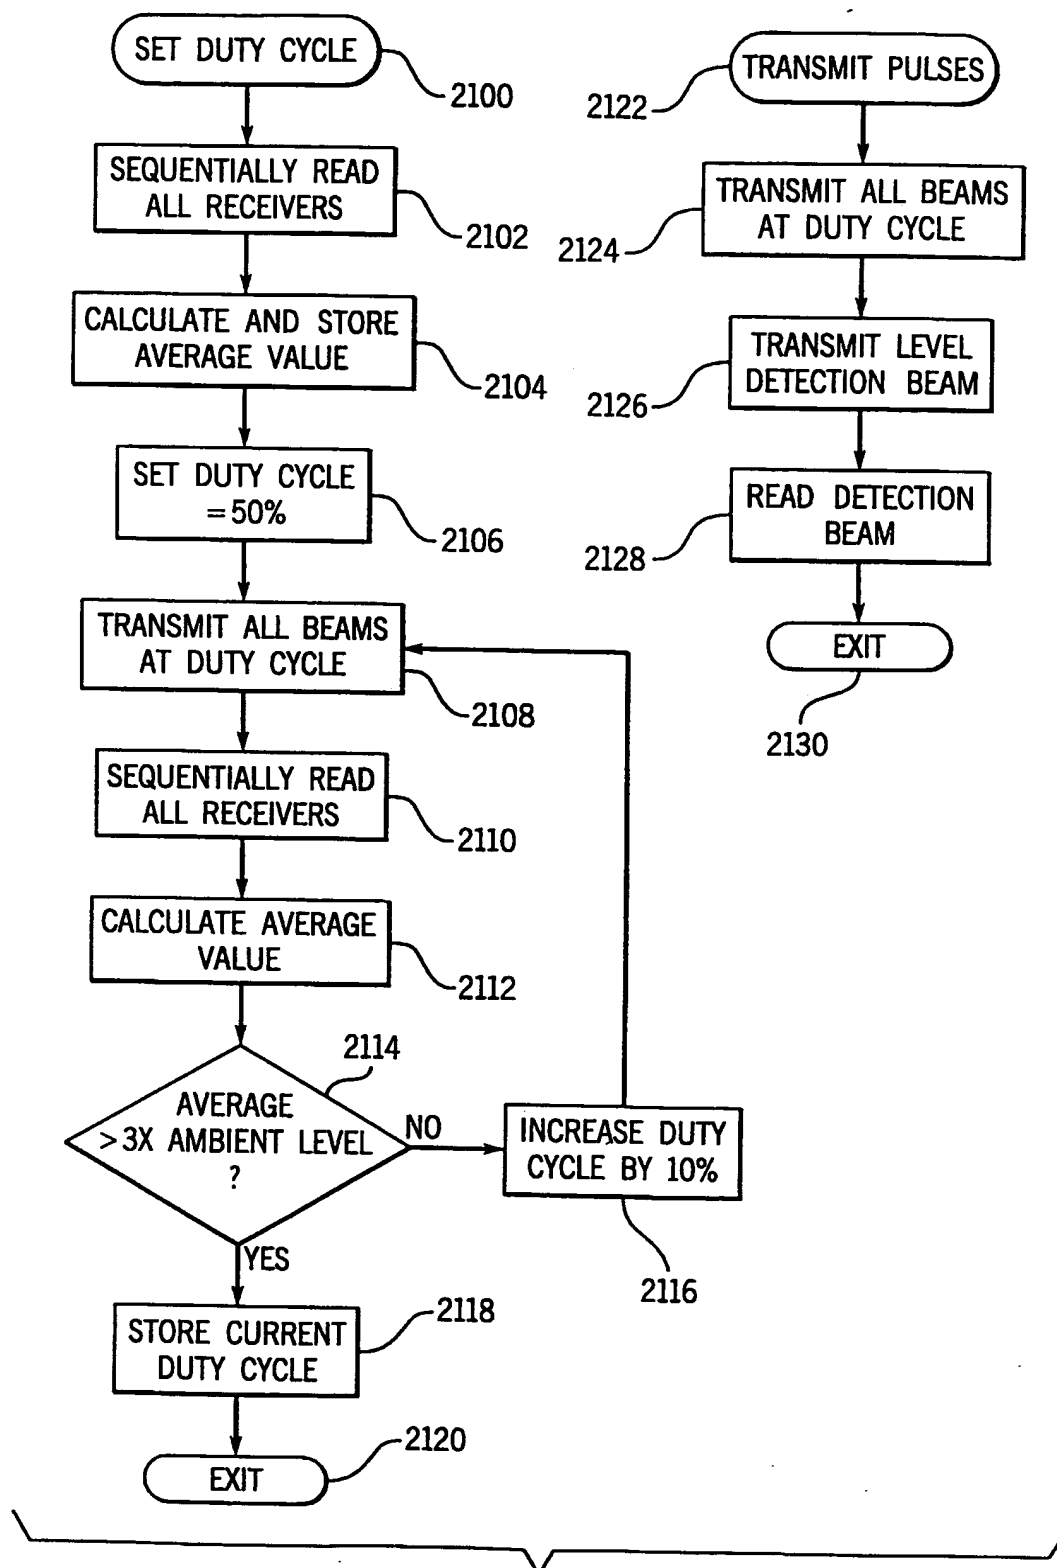 SET DUTY CYCLE
2100
SEQUENTIALLY READ
ALL RECEIVERS
2102
CALCULATE AND STORE
AVERAGE VALUE
2104
SET DUTY CYCLE
=50%
2106
TRANSMIT ALL BEAMS
AT DUTY CYCLE
2108
SEQUENTIALLY READ
ALL RECEIVERS
2110
CALCULATE AVERAGE
VALUE
2112
2114
AVERAGE
>3X AMBIENT LEVEL
?
NO
INCREASE DUTY
CYCLE BY 10%
2116
YES
STORE CURRENT
DUTY CYCLE
2118
EXIT
2120
TRANSMIT PULSES
2122
TRANSMIT ALL BEAMS
AT DUTY CYCLE
2124
TRANSMIT LEVEL
DETECTION BEAM
2126
READ DETECTION
BEAM
2128
EXIT
2130